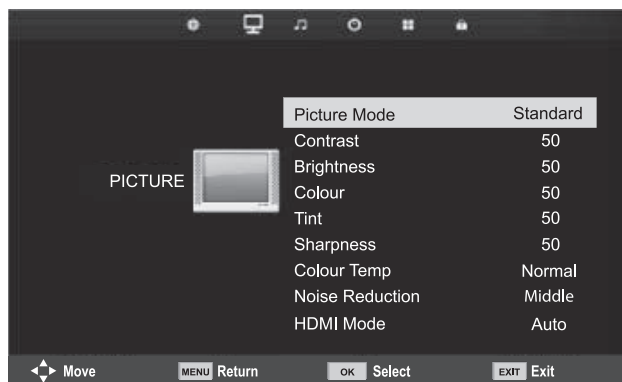 Picture Mode Standard
Contrast 50
Brightness 50
PICTURE
Colour 50
Tint 50
Sharpness 50
Colour Temp Normal
Noise Reduction Middle
HDMI Mode Auto
Move MENU Return OK Select EXIT Exit